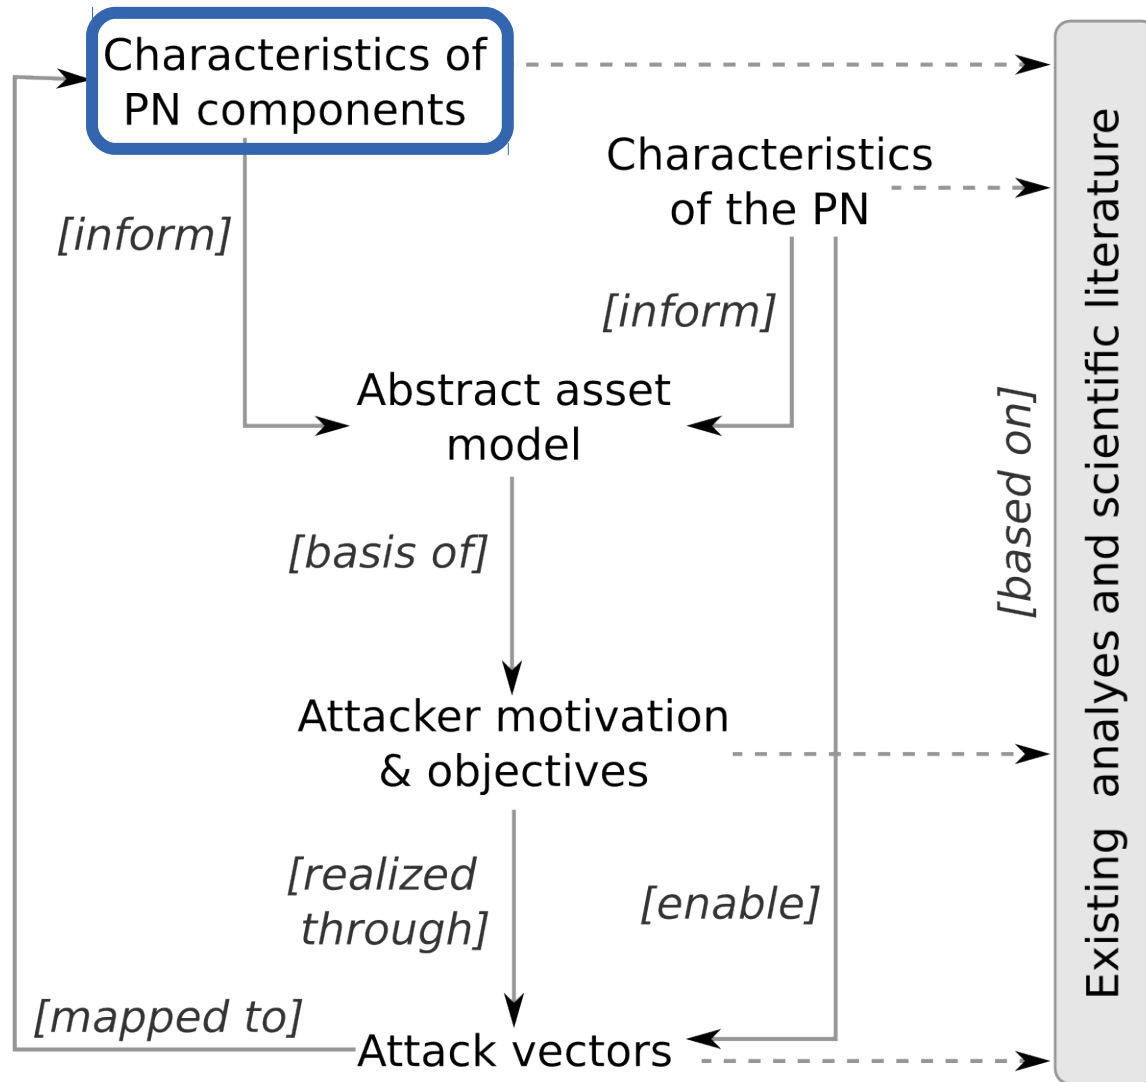 Characteristics of
PN components
Characteristics
of the PN
[inform]
[inform]
Abstract asset
model
[basis of]
[based on]
Existing analyes and scientific literature
Attacker motivation
& objectives
[realized
through]
[enable]
[mapped to]
Attack vectors